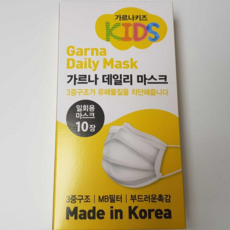 가르나키즈
KIDS
Garna
Daily Mask
가르나 데일리 마스크
3중구조가 유해물질을 차단해줍니다
일회용
마스크
10장
3중구조 | MB필터 | 부드러운촉감
Made in Korea